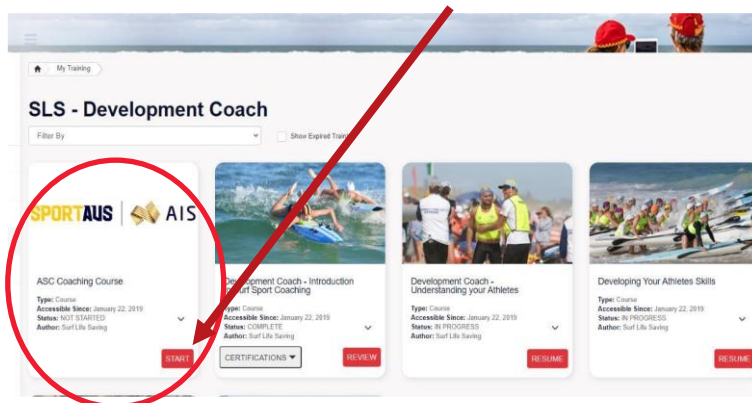 My Training
SLS - Development Coach
Filter By
Show Expired
SPORTAUS AIS
ASC Coaching Course
Type: Course
Accessible Since: January 22, 2019
Status: NOT STARTED
Author: Surf Life Saving
START
Development Coach - Introduction
Surf Sport Coaching
Type: Course
Accessible Since: January 22, 2019
Status: COMPLETE
Author: Surf Life Saving
CERTIFICATIONS
REVIEW
Development Coach -
Understanding your Athletes
Type: Course
Accessible Since: January 22, 2019
Status: IN PROGRESS
Author: Surf Life Saving
RESUME
Developing Your Athletes Skills
Type: Course
Accessible Since: January 22, 2019
Status: IN PROGRESS
Author: Surf Life Saving
RESUME